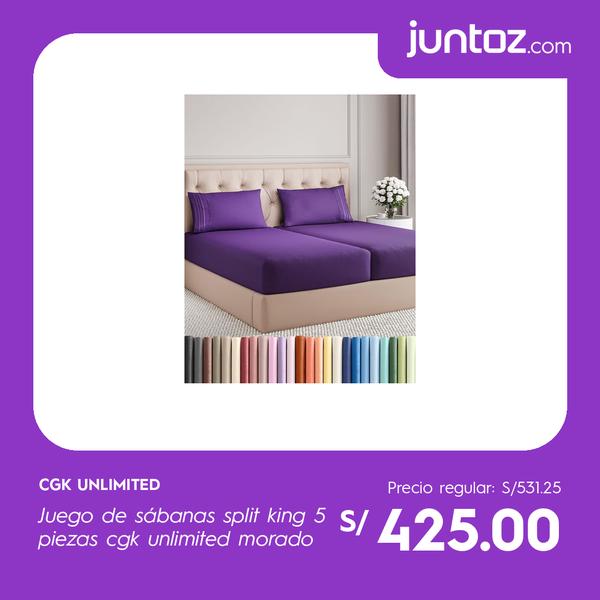 juntoz.com
CGK UNLIMITED
Juego de sábanas split king 5
piezas cgk unlimited morado
Precio regular: S/531.25
S/ 425.00